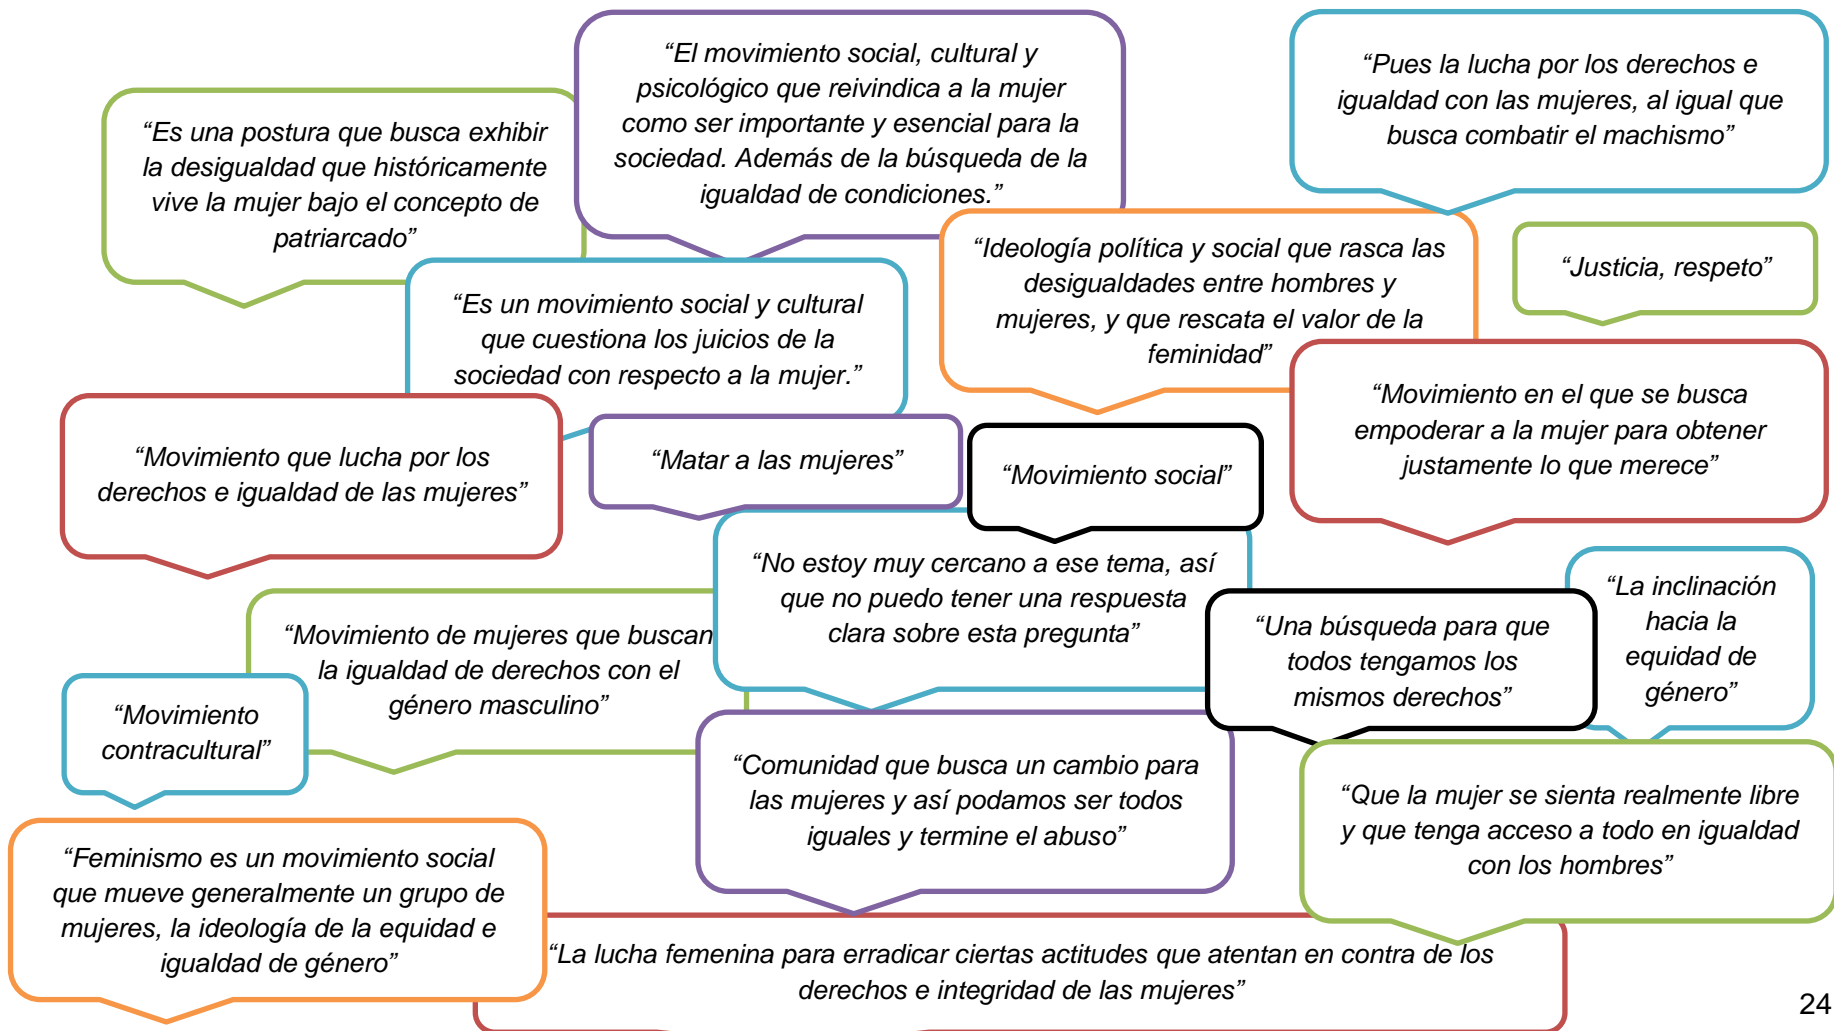 “El movimiento social, cultural y
psicológico que reivindica a la mujer
como ser importante y esencial para la
sociedad. Además de la búsqueda de la
igualdad de condiciones.”
“Pues la lucha por los derechos e
igualdad con las mujeres, al igual que
busca combatir el machismo”
“Es una postura que busca exhibir
la desigualdad que históricamente
vive la mujer bajo el concepto de
patriarcado”
“Ideología política y social que rasca las
desigualdades entre hombres y
mujeres, y que rescata el valor de la
feminidad”
“Justicia, respeto”
“Es un movimiento social y cultural
que cuestiona los juicios de la
sociedad con respecto a la mujer.”
“Movimiento en el que se busca
empoderar a la mujer para obtener
justamente lo que merece”
“Movimiento que lucha por los
derechos e igualdad de las mujeres”
“Matar a las mujeres”
“Movimiento social”
“No estoy muy cercano a ese tema, así
que no puedo tener una respuesta
clara sobre esta pregunta”
“La inclinación
hacia la
equidad de
género”
“Movimiento de mujeres que buscan
la igualdad de derechos con el
género masculino”
“Una búsqueda para que
todos tengamos los
mismos derechos”
“Movimiento
contracultural”
“Comunidad que busca un cambio para
las mujeres y así podamos ser todos
iguales y termine el abuso”
“Que la mujer se sienta realmente libre
y que tenga acceso a todo en igualdad
con los hombres”
“Feminismo es un movimiento social
que mueve generalmente un grupo de
mujeres, la ideología de la equidad e
igualdad de género”
“La lucha femenina para erradicar ciertas actitudes que atentan en contra de los
derechos e integridad de las mujeres”
24